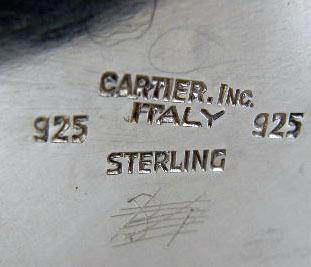 CARTIER, INC.
ITALY
925 925
STERLING